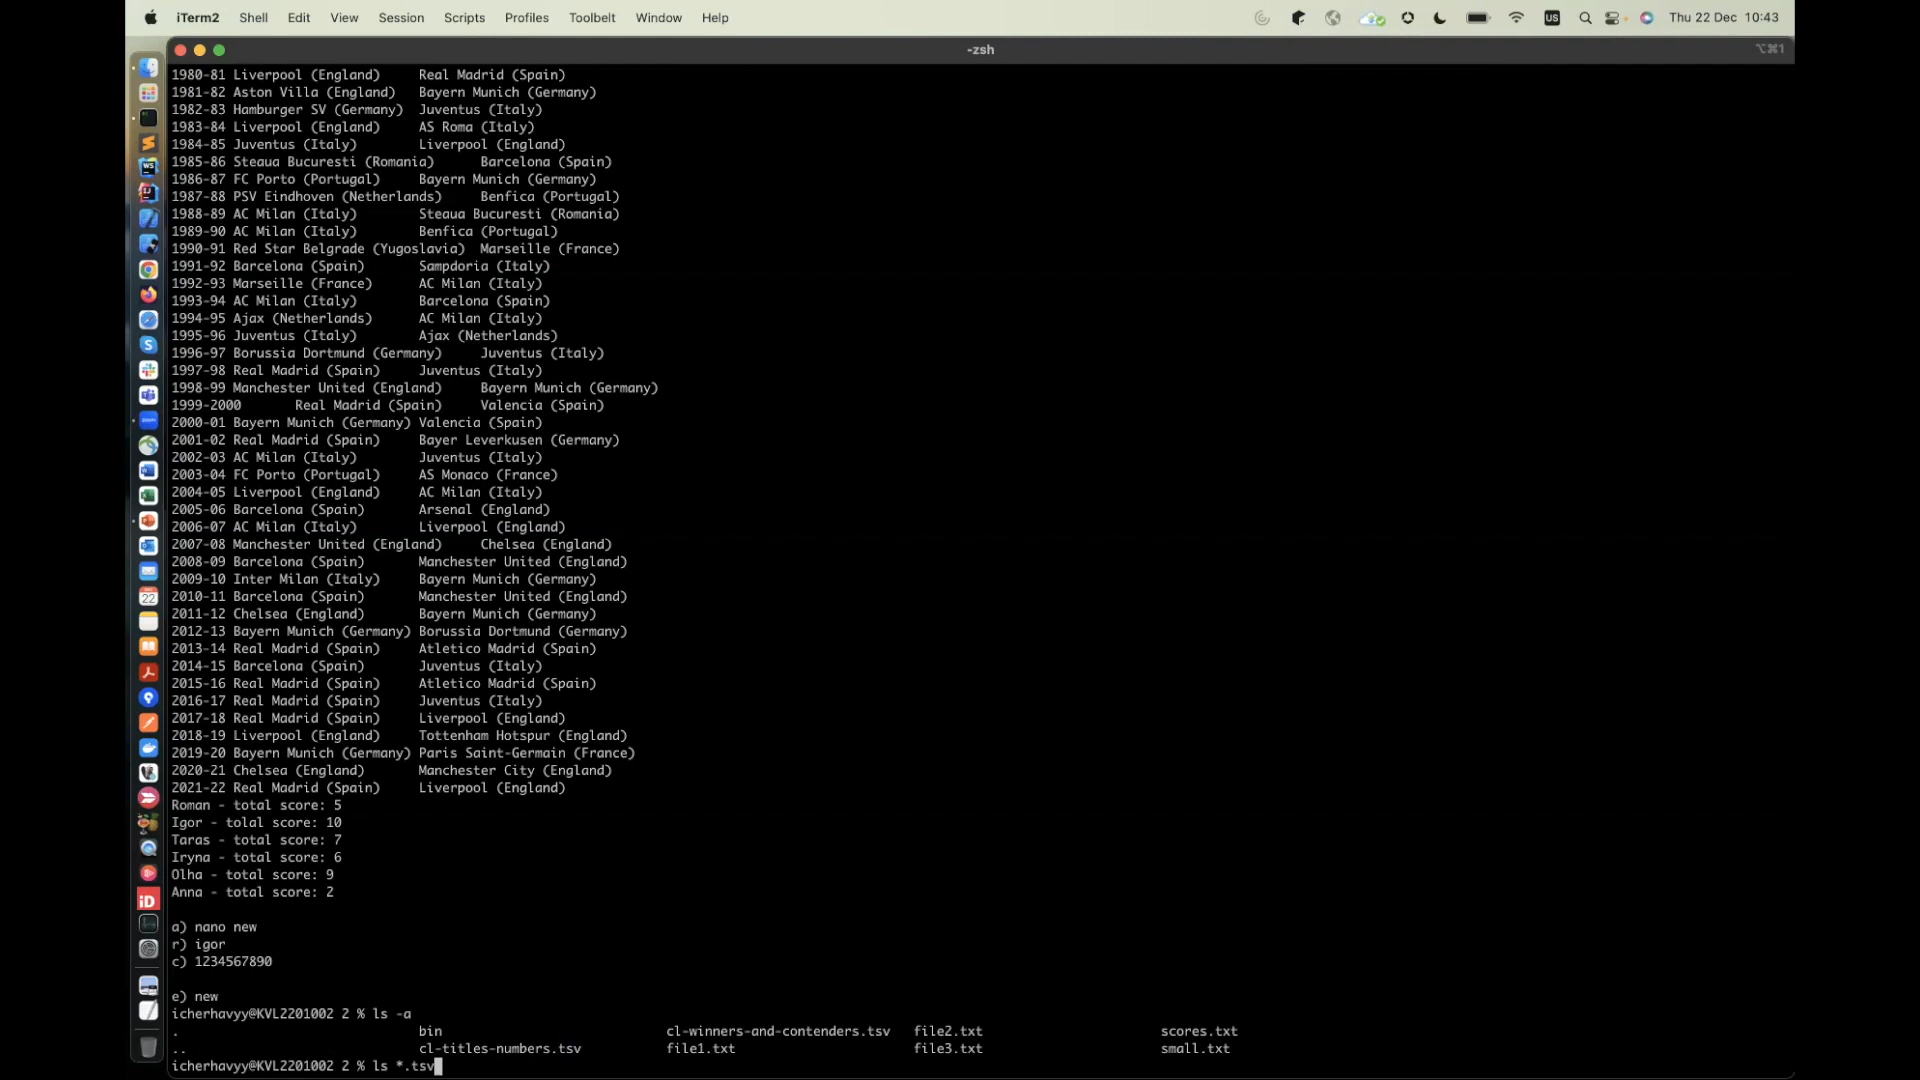 iTerm2 Shell Edit View Session Scripts Profiles Toolbelt Window Help US Thu 22 Dec 10:43
-zsh ⌥⌘1
1980-81 Liverpool (England) Real Madrid (Spain)
1981-82 Aston Villa (England) Bayern Munich (Germany)
1982-83 Hamburger SV (Germany) Juventus (Italy)
1983-84 Liverpool (England) AS Roma (Italy)
1984-85 Juventus (Italy) Liverpool (England)
1985-86 Steaua Bucuresti (Romania) Barcelona (Spain)
1986-87 FC Porto (Portugal) Bayern Munich (Germany)
1987-88 PSV Eindhoven (Netherlands) Benfica (Portugal)
1988-89 AC Milan (Italy) Steaua Bucuresti (Romania)
1989-90 AC Milan (Italy) Benfica (Portugal)
1990-91 Red Star Belgrade (Yugoslavia) Marseille (France)
1991-92 Barcelona (Spain) Sampdoria (Italy)
1992-93 Marseille (France) AC Milan (Italy)
1993-94 AC Milan (Italy) Barcelona (Spain)
1994-95 Ajax (Netherlands) AC Milan (Italy)
1995-96 Juventus (Italy) Ajax (Netherlands)
1996-97 Borussia Dortmund (Germany) Juventus (Italy)
1997-98 Real Madrid (Spain) Juventus (Italy)
1998-99 Manchester United (England) Bayern Munich (Germany)
1999-2000 Real Madrid (Spain) Valencia (Spain)
2000-01 Bayern Munich (Germany) Valencia (Spain)
2001-02 Real Madrid (Spain) Bayer Leverkusen (Germany)
2002-03 AC Milan (Italy) Juventus (Italy)
2003-04 FC Porto (Portugal) AS Monaco (France)
2004-05 Liverpool (England) AC Milan (Italy)
2005-06 Barcelona (Spain) Arsenal (England)
2006-07 AC Milan (Italy) Liverpool (England)
2007-08 Manchester United (England) Chelsea (England)
2008-09 Barcelona (Spain) Manchester United (England)
2009-10 Inter Milan (Italy) Bayern Munich (Germany)
2010-11 Barcelona (Spain) Manchester United (England)
2011-12 Chelsea (England) Bayern Munich (Germany)
2012-13 Bayern Munich (Germany) Borussia Dortmund (Germany)
2013-14 Real Madrid (Spain) Atletico Madrid (Spain)
2014-15 Barcelona (Spain) Juventus (Italy)
2015-16 Real Madrid (Spain) Atletico Madrid (Spain)
2016-17 Real Madrid (Spain) Juventus (Italy)
2017-18 Real Madrid (Spain) Liverpool (England)
2018-19 Liverpool (England) Tottenham Hotspur (England)
2019-20 Bayern Munich (Germany) Paris Saint-Germain (France)
2020-21 Chelsea (England) Manchester City (England)
2021-22 Real Madrid (Spain) Liverpool (England)
Roman - total score: 5
Igor - tolal score: 10
Taras - total score: 7
Iryna - total score: 6
Olha - total score: 9
Anna - total score: 2
a) nano new
r) igor
c) 1234567890
e) new
icherhavyy@KVL2201002 2 % ls -a
. bin cl-winners-and-contenders.tsv file2.txt scores.txt
.. cl-titles-numbers.tsv file1.txt file3.txt small.txt
icherhavyy@KVL2201002 2 % ls *.tsv